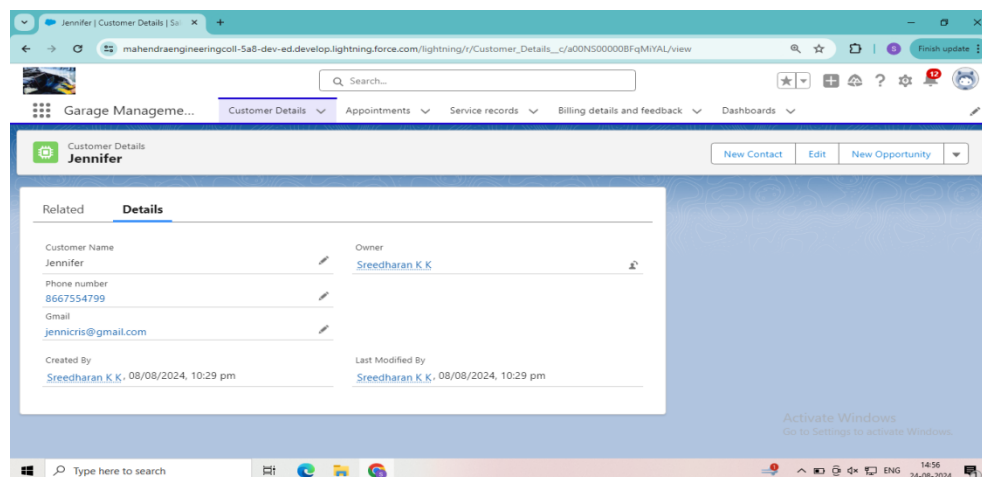 Jennifer | Customer Details | Sa
mahendraengineeringcoll-5a8-dev-ed.develop.lightning.force.com/lightning/r/Customer_Details__c/a00NS00000BFqMiYAL/view
S
Finish update
Search...
12
Garage Manageme...
Customer Details
Appointments
Service records
Billing details and feedback
Dashboards
Customer Details
Jennifer
New Contact
Edit
New Opportunity
Related
Details
Customer Name
Jennifer
Owner
Sreedharan K K
Phone number
8667554799
Gmail
jennicris@gmail.com
Created By
Sreedharan K K, 08/08/2024, 10:29 pm
Last Modified By
Sreedharan K K, 08/08/2024, 10:29 pm
Activate Windows
Go to Settings to activate Windows.
Type here to search
ENG
14:56
24-08-2024